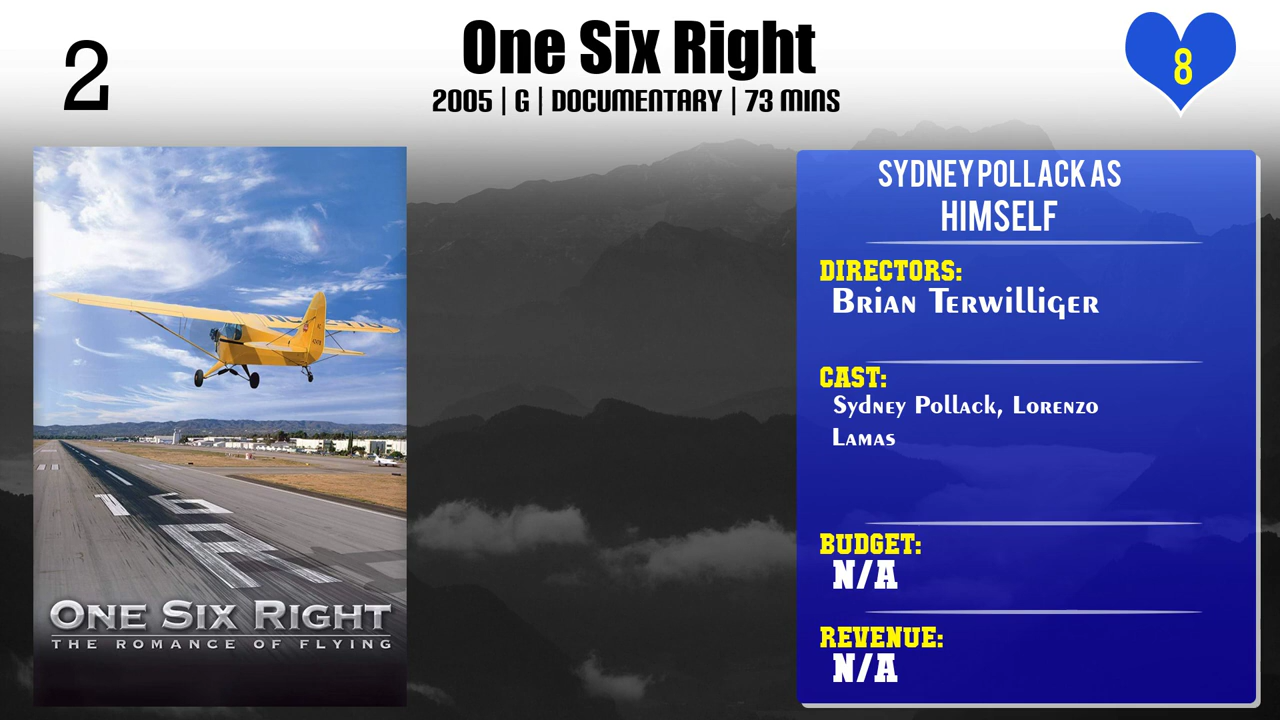 2
One Six Right
2005 | G | DOCUMENTARY | 73 MINS
8
16
R
ONE SIX RIGHT
THE ROMANCE OF FLYING
SYDNEY POLLACK AS
HIMSELF
DIRECTORS:
Brian Terwilliger
CAST:
Sydney Pollack, Lorenzo
Lamas
BUDGET:
N/A
REVENUE:
N/A